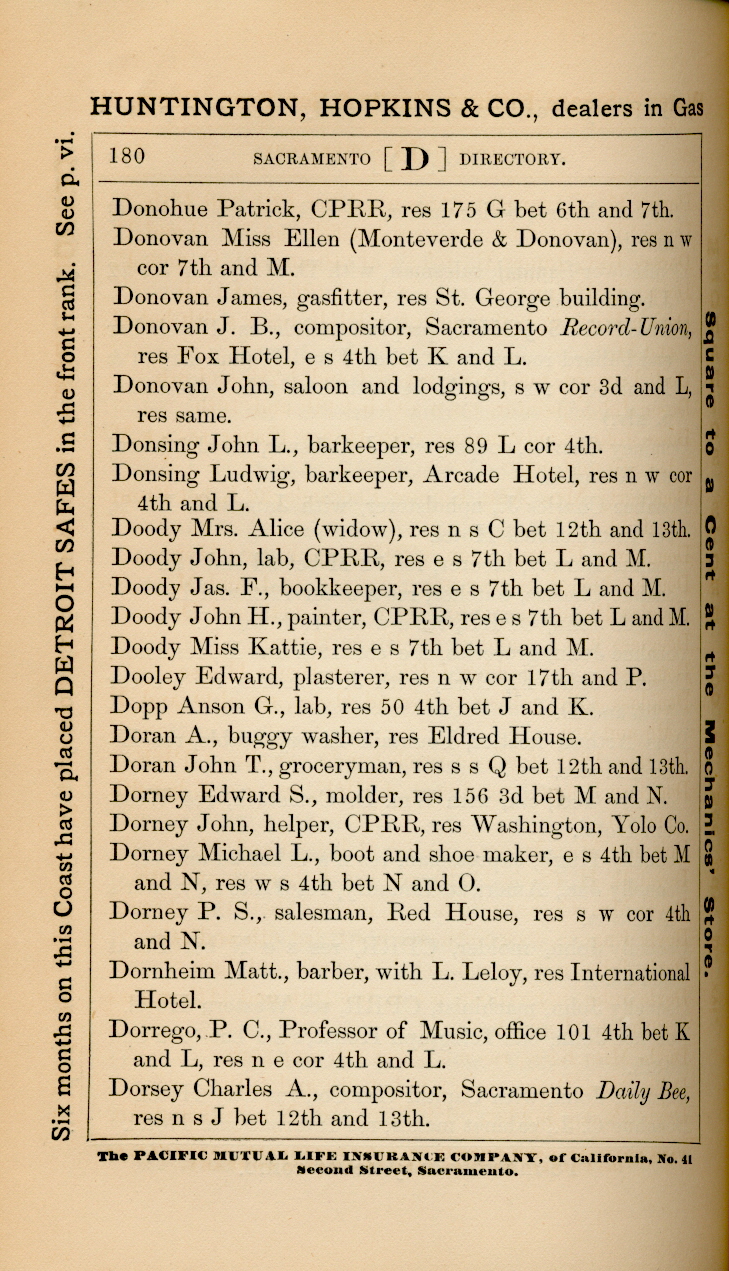 HUNTINGTON, HOPKINS & CO., dealers in Gas
180 SACRAMENTO [D] DIRECTORY.
Donohue Patrick, CPRR, res 175 G bet 6th and 7th.
Donovan Miss Ellen (Monteverde & Donovan), res n w
cor 7th and M.
Donovan James, gasfitter, res St. George building.
Donovan J. B., compositor, Sacramento Record-Union,
res Fox Hotel, e s 4th bet K and L.
Donovan John, saloon and lodgings, s w cor 3d and L,
res same.
Donsing John L., barkeeper, res 89 L cor 4th.
Donsing Ludwig, barkeeper, Arcade Hotel, res n w cor
4th and L.
Doody Mrs. Alice (widow), res n s C bet 12th and 13th.
Doody John, lab, CPRR, res e s 7th bet L and M.
Doody Jas. F., bookkeeper, res e s 7th bet L and M.
Doody John H., painter, CPRR, res e s 7th bet L and M.
Doody Miss Kattie, res e s 7th bet L and M.
Dooley Edward, plasterer, res n w cor 17th and P.
Dopp Anson G., lab, res 50 4th bet J and K.
Doran A., buggy washer, res Eldred House.
Doran John T., groceryman, res s s Q bet 12th and 13th.
Dorney Edward S., molder, res 156 3d bet M and N.
Dorney John, helper, CPRR, res Washington, Yolo Co.
Dorney Michael L., boot and shoe maker, e s 4th bet M
and N, res w s 4th bet N and O.
Dorney P. S., salesman, Red House, res s w cor 4th
and N.
Dornheim Matt., barber, with L. Leloy, res International
Hotel.
Dorrego, P. C., Professor of Music, office 101 4th bet K
and L, res n e cor 4th and L.
Dorsey Charles A., compositor, Sacramento Daily Bee,
res n s J bet 12th and 13th.
The PACIFIC MUTUAL LIFE INSURANCE COMPANY, of California, No. 41
Second Street, Sacramento.
Six months on this Coast have placed DETROIT SAFES in the front rank. See p. vi.
Square to a Cent at the Mechanics' Store.